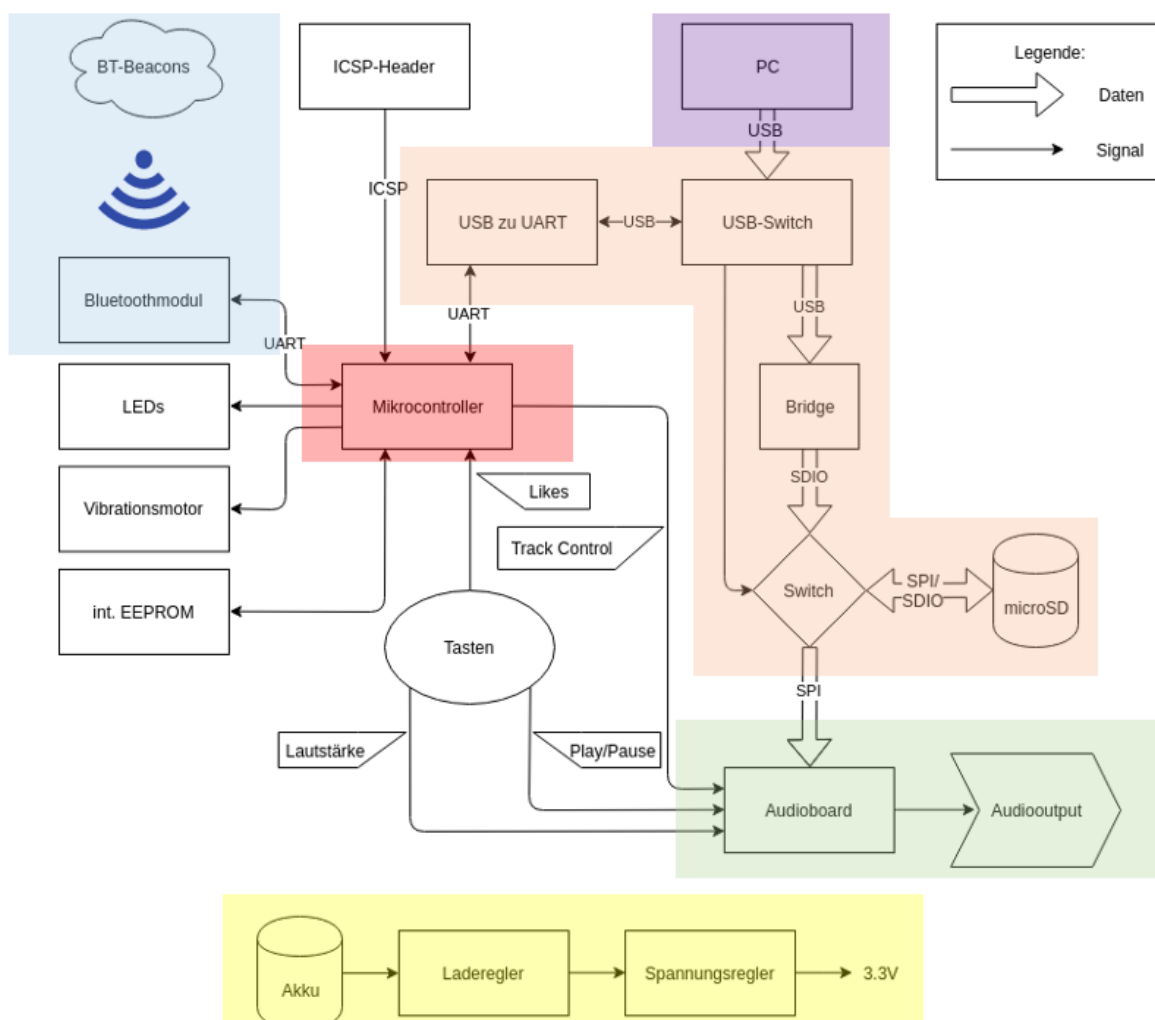 BT-Beacons
ICSP-Header
PC
Legende:
Daten
Signal
USB
ICSP
USB zu UART
USB
USB-Switch
Bluetoothmodul
UART
USB
UART
LEDs
Mikrocontroller
Bridge
SDIO
Likes
Vibrationsmotor
Track Control
int. EEPROM
Switch
SPI/
SDIO
microSD
Tasten
SPI
Lautstärke
Play/Pause
Audioboard
Audiooutput
Akku
Laderegler
Spannungsregler
3.3V